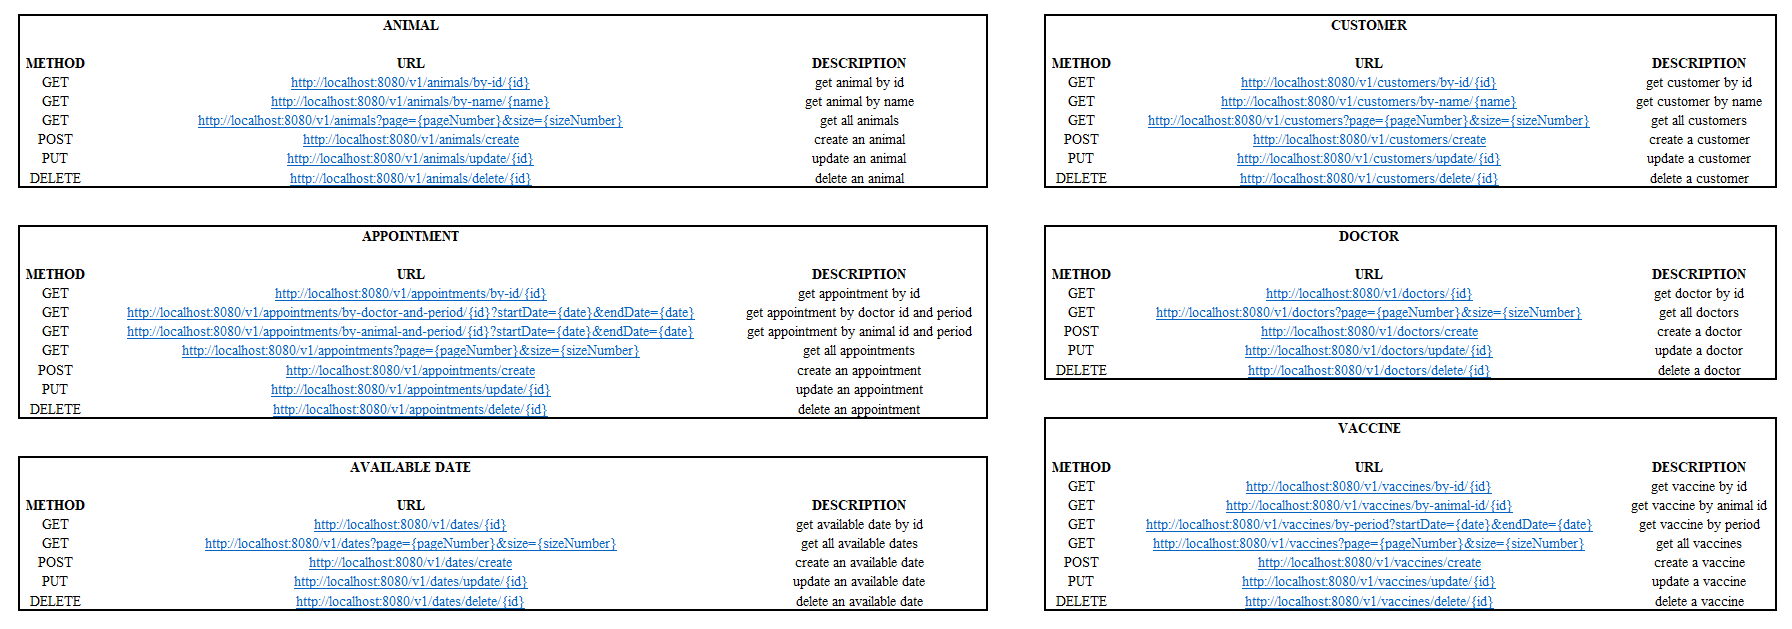 ANIMAL
METHOD URL DESCRIPTION
GET http://localhost:8080/v1/animals/by-id/{id} get animal by id
GET http://localhost:8080/v1/animals/by-name/{name} get animal by name
GET http://localhost:8080/v1/animals?page={pageNumber}&size={sizeNumber} get all animals
POST http://localhost:8080/v1/animals/create create an animal
PUT http://localhost:8080/v1/animals/update/{id} update an animal
DELETE http://localhost:8080/v1/animals/delete/{id} delete an animal
APPOINTMENT
METHOD URL DESCRIPTION
GET http://localhost:8080/v1/appointments/by-id/{id} get appointment by id
GET http://localhost:8080/v1/appointments/by-doctor-and-period/{id}?startDate={date}&endDate={date} get appointment by doctor id and period
GET http://localhost:8080/v1/appointments/by-animal-and-period/{id}?startDate={date}&endDate={date} get appointment by animal id and period
GET http://localhost:8080/v1/appointments?page={pageNumber}&size={sizeNumber} get all appointments
POST http://localhost:8080/v1/appointments/create create an appointment
PUT http://localhost:8080/v1/appointments/update/{id} update an appointment
DELETE http://localhost:8080/v1/appointments/delete/{id} delete an appointment
AVAILABLE DATE
METHOD URL DESCRIPTION
GET http://localhost:8080/v1/dates/{id} get available date by id
GET http://localhost:8080/v1/dates?page={pageNumber}&size={sizeNumber} get all available dates
POST http://localhost:8080/v1/dates/create create an available date
PUT http://localhost:8080/v1/dates/update/{id} update an available date
DELETE http://localhost:8080/v1/dates/delete/{id} delete an available date
CUSTOMER
METHOD URL DESCRIPTION
GET http://localhost:8080/v1/customers/by-id/{id} get customer by id
GET http://localhost:8080/v1/customers/by-name/{name} get customer by name
GET http://localhost:8080/v1/customers?page={pageNumber}&size={sizeNumber} get all customers
POST http://localhost:8080/v1/customers/create create a customer
PUT http://localhost:8080/v1/customers/update/{id} update a customer
DELETE http://localhost:8080/v1/customers/delete/{id} delete a customer
DOCTOR
METHOD URL DESCRIPTION
GET http://localhost:8080/v1/doctors/{id} get doctor by id
GET http://localhost:8080/v1/doctors?page={pageNumber}&size={sizeNumber} get all doctors
POST http://localhost:8080/v1/doctors/create create a doctor
PUT http://localhost:8080/v1/doctors/update/{id} update a doctor
DELETE http://localhost:8080/v1/doctors/delete/{id} delete a doctor
VACCINE
METHOD URL DESCRIPTION
GET http://localhost:8080/v1/vaccines/by-id/{id} get vaccine by id
GET http://localhost:8080/v1/vaccines/by-animal-id/{id} get vaccine by animal id
GET http://localhost:8080/v1/vaccines/by-period?startDate={date}&endDate={date} get vaccine by period
GET http://localhost:8080/v1/vaccines?page={pageNumber}&size={sizeNumber} get all vaccines
POST http://localhost:8080/v1/vaccines/create create a vaccine
PUT http://localhost:8080/v1/vaccines/update/{id} update a vaccine
DELETE http://localhost:8080/v1/vaccines/delete/{id} delete a vaccine